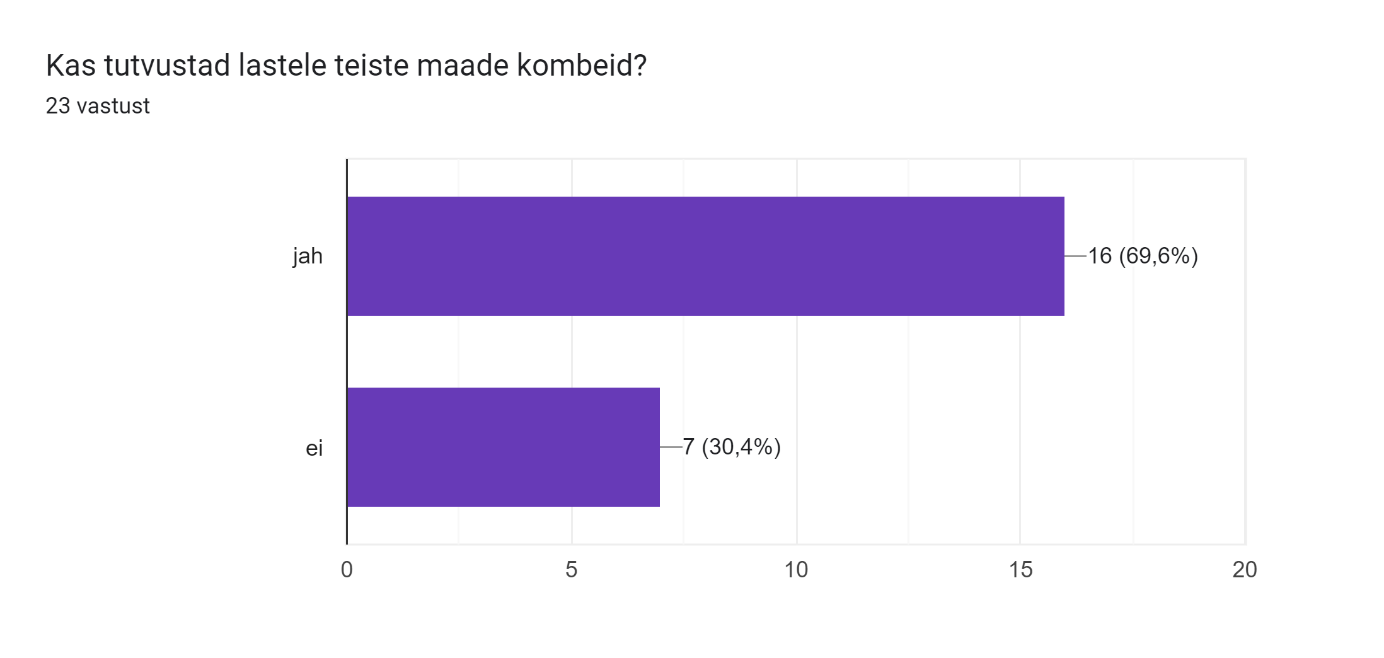 Kas tutvustad lastele teiste maade kombeid?
23 vastust
jah
16 (69,6%)
ei
7 (30,4%)
0 5 10 15 20